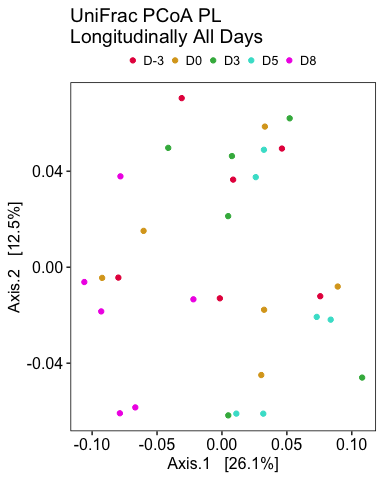 UniFrac PCoA PL
Longitudinally All Days
D-3 D0 D3 D5 D8
0.04
0.00
-0.04
Axis.2 [12.5%]
-0.10 -0.05 0.00 0.05 0.10
Axis.1 [26.1%]